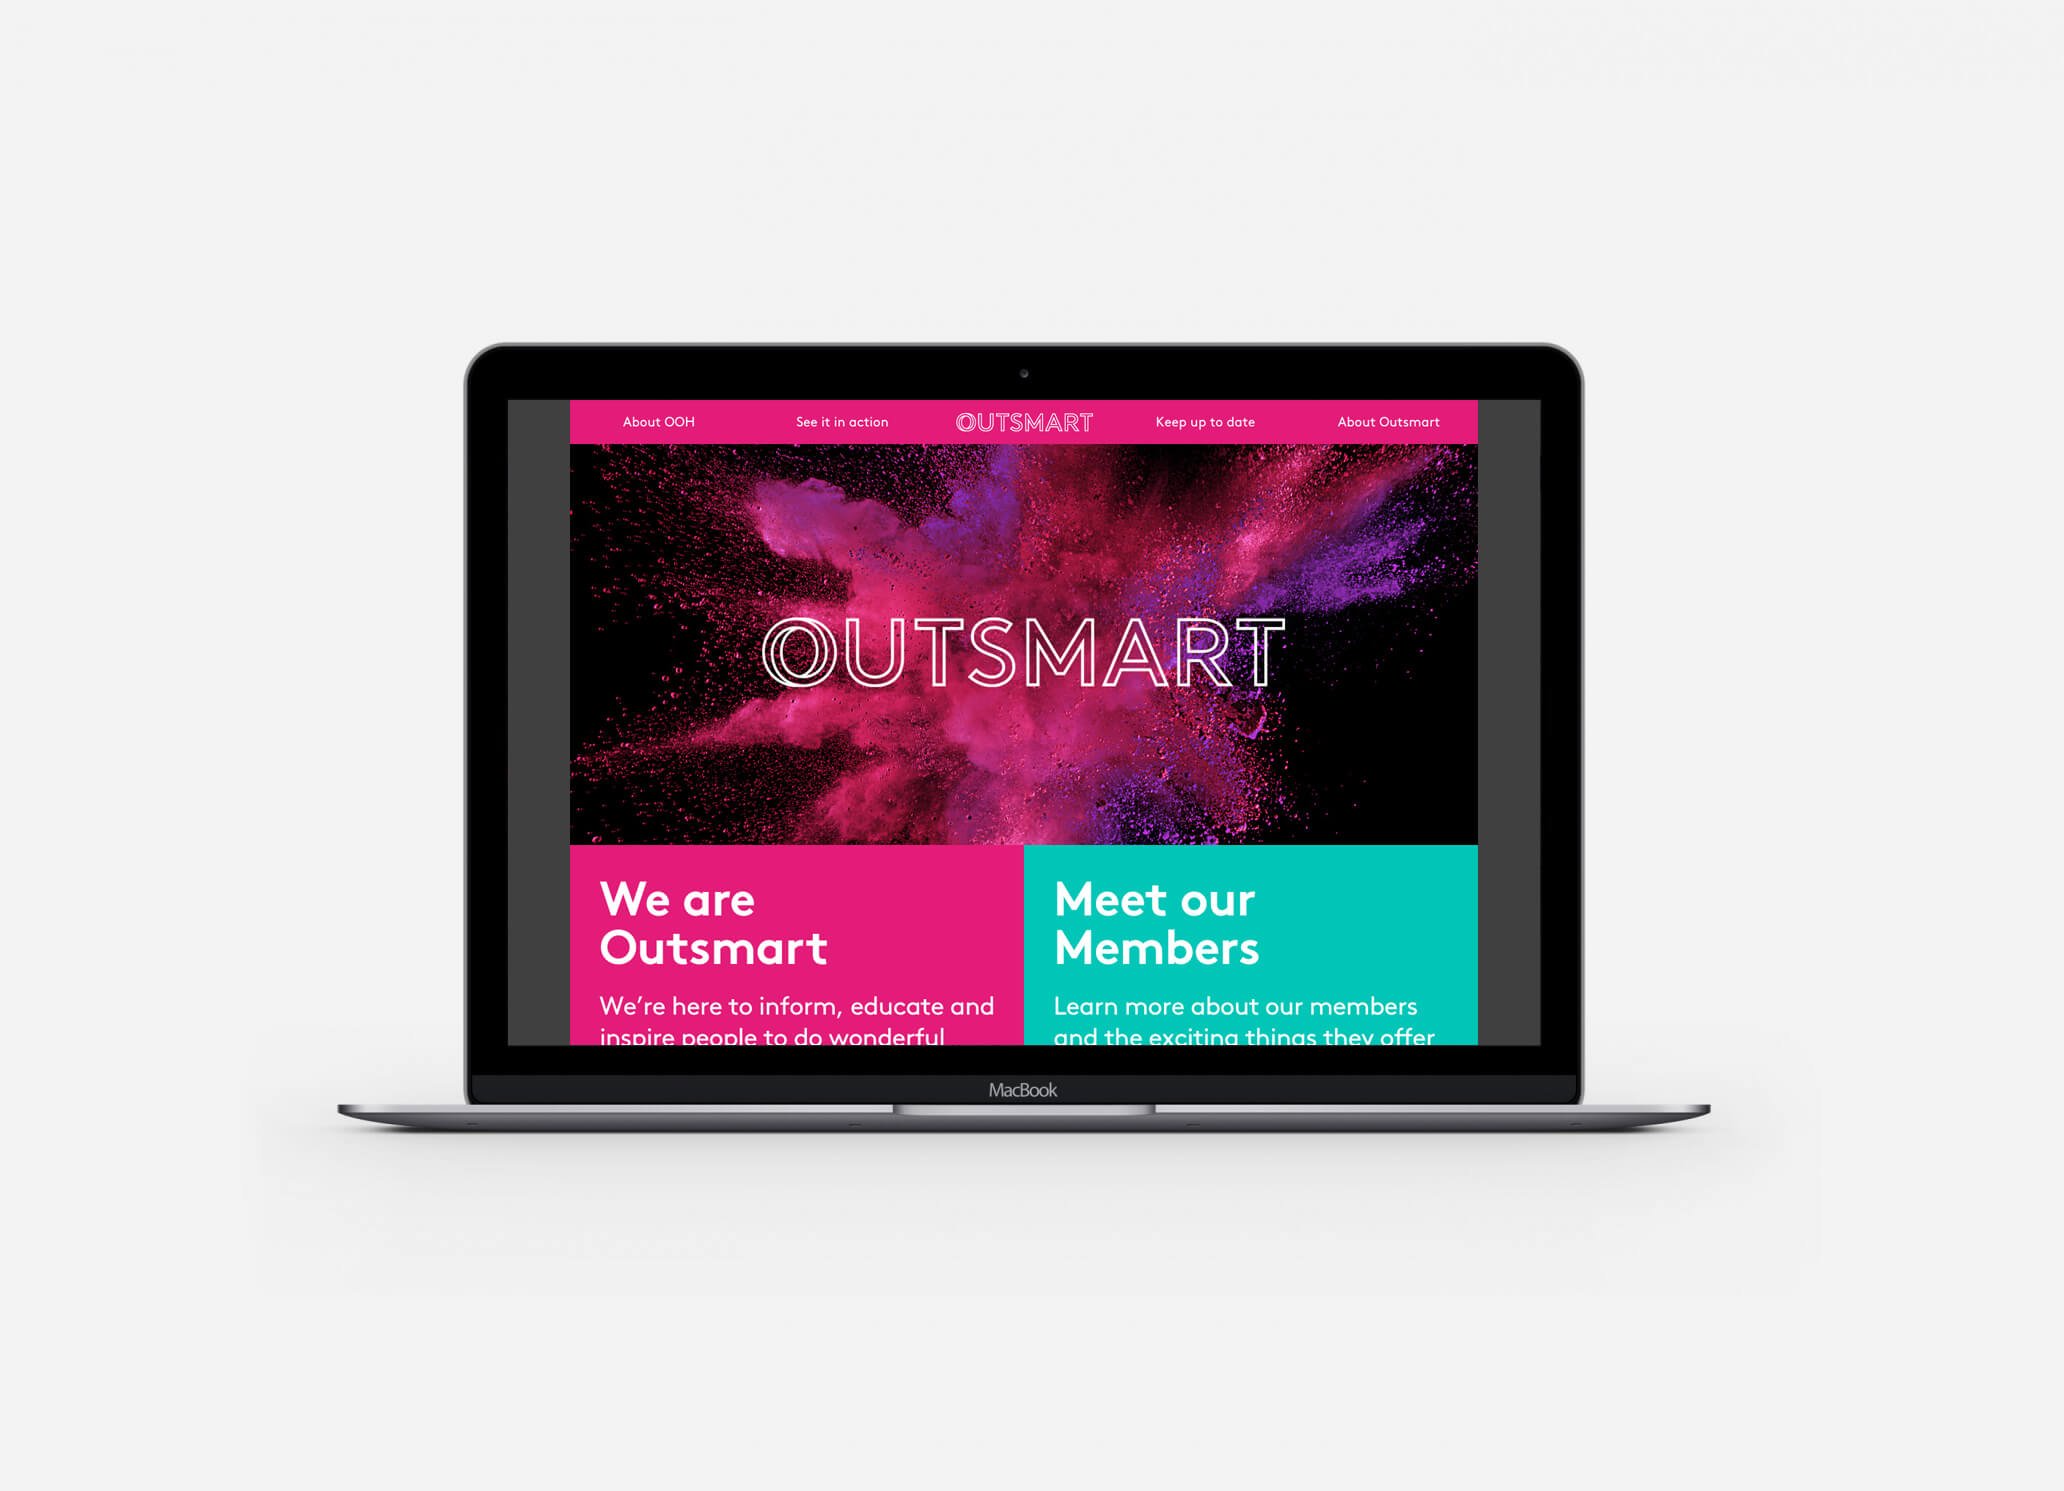 About OOH See it in action OUTSMART Keep up to date About Outsmart
OUTSMART
We are
Outsmart
We're here to inform, educate and
inspire people to do wonderful
Meet our
Members
Learn more about our members
and the exciting things they offer
MacBook